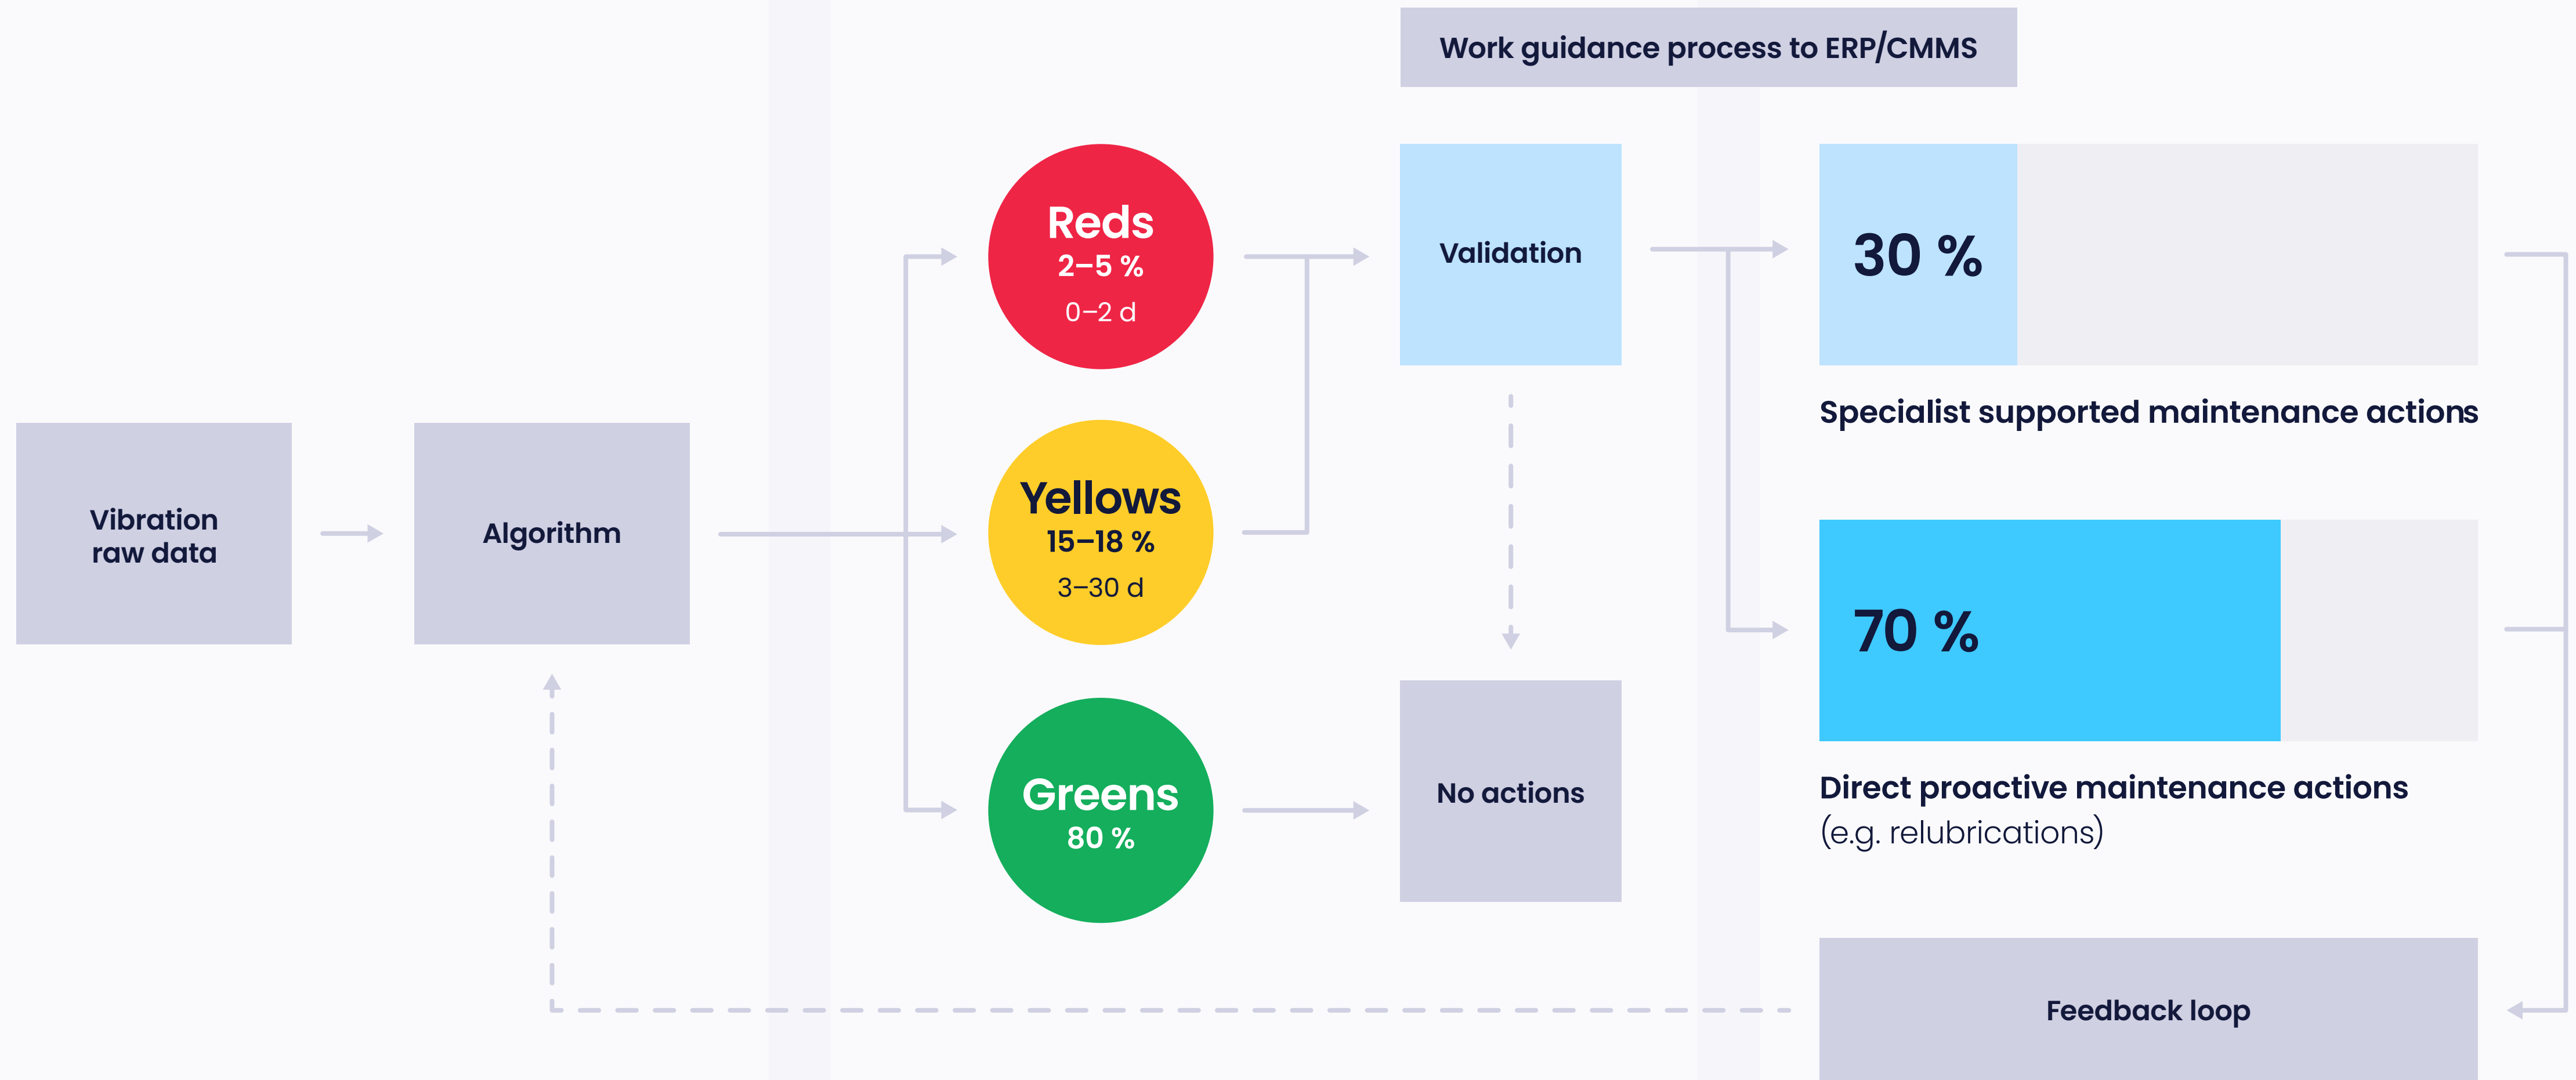 Work guidance process to ERP/CMMS
Reds
2–5 %
0–2 d
Validation
30 %
Specialist supported maintenance actions
Vibration
raw data
Algorithm
Yellows
15–18 %
3–30 d
70 %
Greens
80 %
No actions
Direct proactive maintenance actions
(e.g. relubrications)
Feedback loop